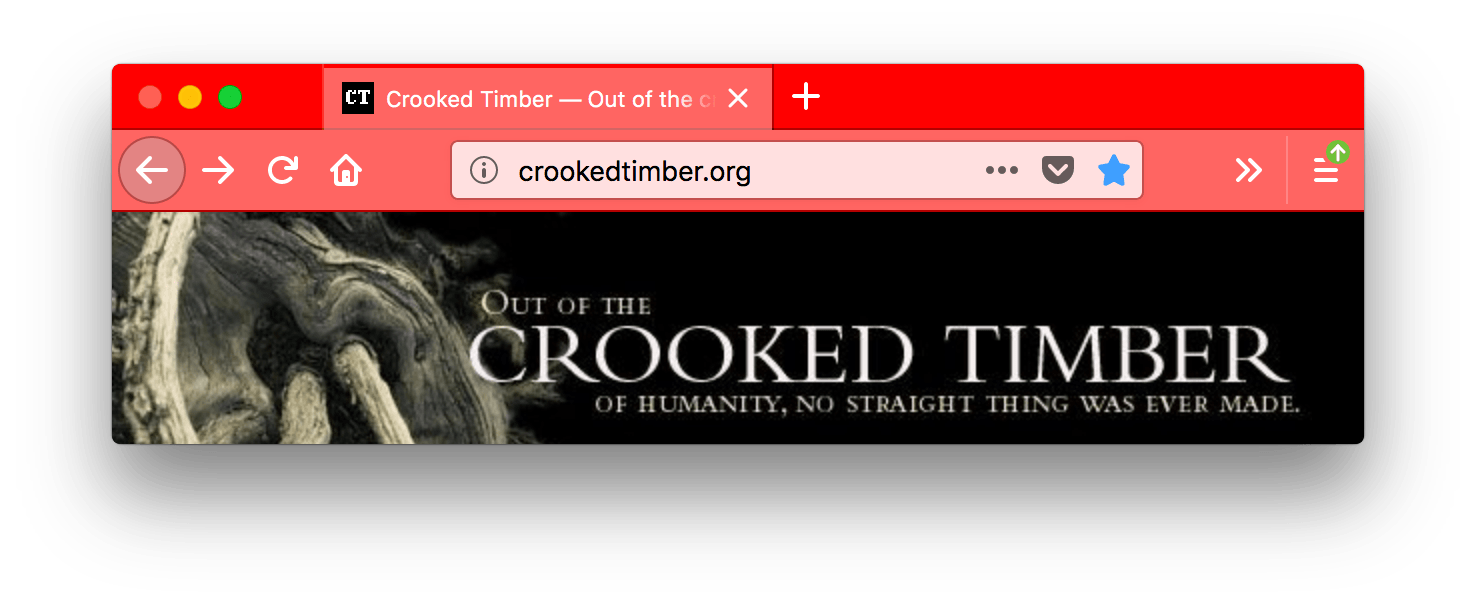 CT Crooked Timber — Out of the
crookedtimber.org
OUT OF THE
CROOKED TIMBER
OF HUMANITY, NO STRAIGHT THING WAS EVER MADE.